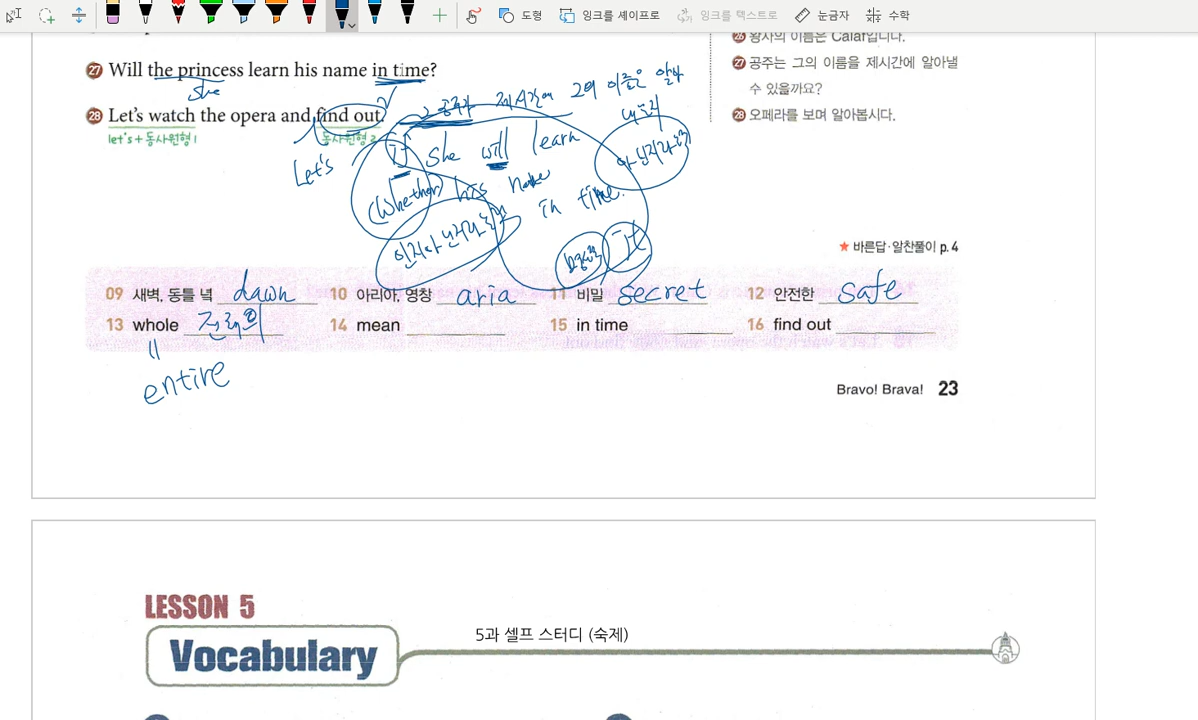 도형 잉크를 셰이프로 잉크를 텍스트로 눈금자 수학
26 왕자의 이름은 Calaf입니다.
27 Will the princess learn his name in time?
she
27 공주는 그의 이름을 제시간에 알아낼
수 있을까요?
28 Let's watch the opera and find out.
let's + 동사원형 1 동사원형 2
28 오페라를 보며 알아봅시다.
공주가 제시간에 그의 이름을
Let's if she will learn
(whether) his name in time.
인지 아닌지
it
★ 바른답·알찬풀이 p. 4
09 새벽, 동틀 녘 dawn 10 아리아, 영창 aria 11 비밀 secret 12 안전한 safe
13 whole 전체의 14 mean 15 in time 16 find out
entire
Bravo! Brava! 23
LESSON 5
5과 셀프 스터디 (숙제)
Vocabulary